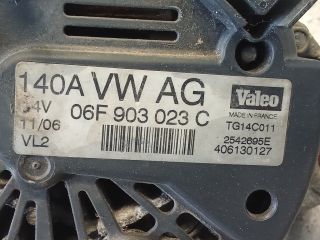 140A VW AG
14V 06F 903 023 C
11/06
VL2
Valeo
MADE IN FRANCE
TG14C011
2542695E
406130127